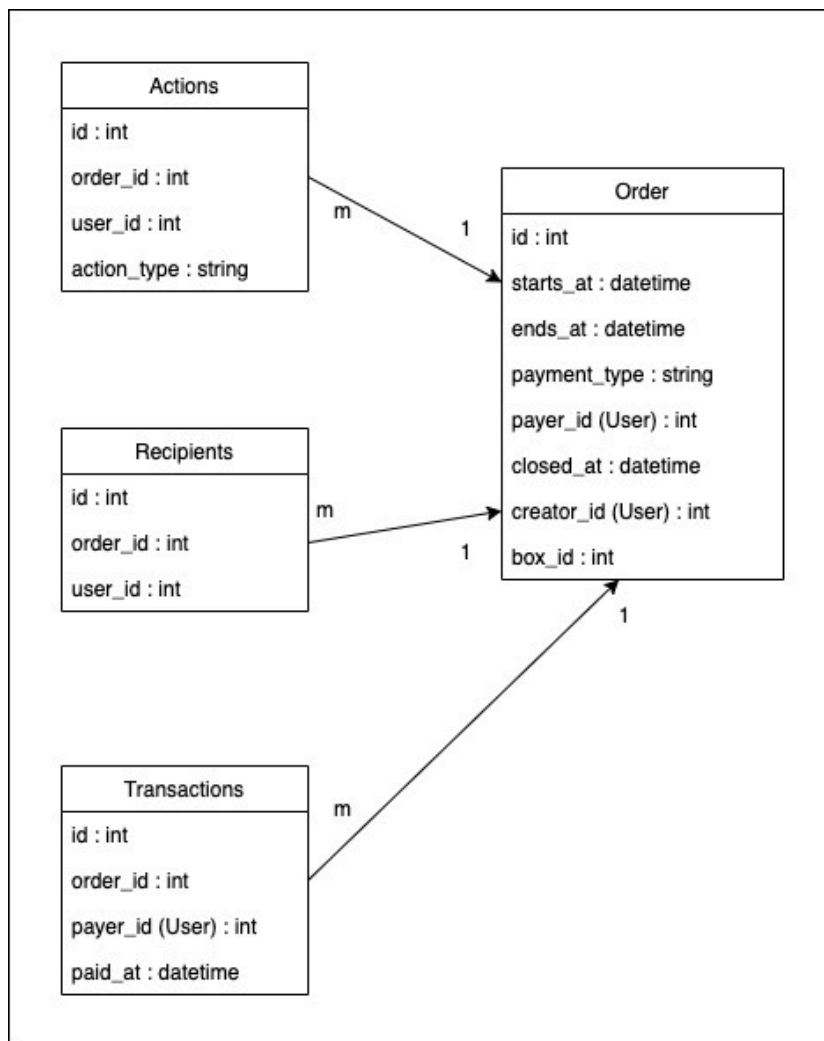 Actions
id : int
order_id : int
user_id : int
action_type : string
m
1
Order
id : int
starts_at : datetime
ends_at : datetime
payment_type : string
payer_id (User) : int
closed_at : datetime
creator_id (User) : int
box_id : int
Recipients
id : int
order_id : int
user_id : int
m
1
Transactions
id : int
order_id : int
payer_id (User) : int
paid_at : datetime
m
1